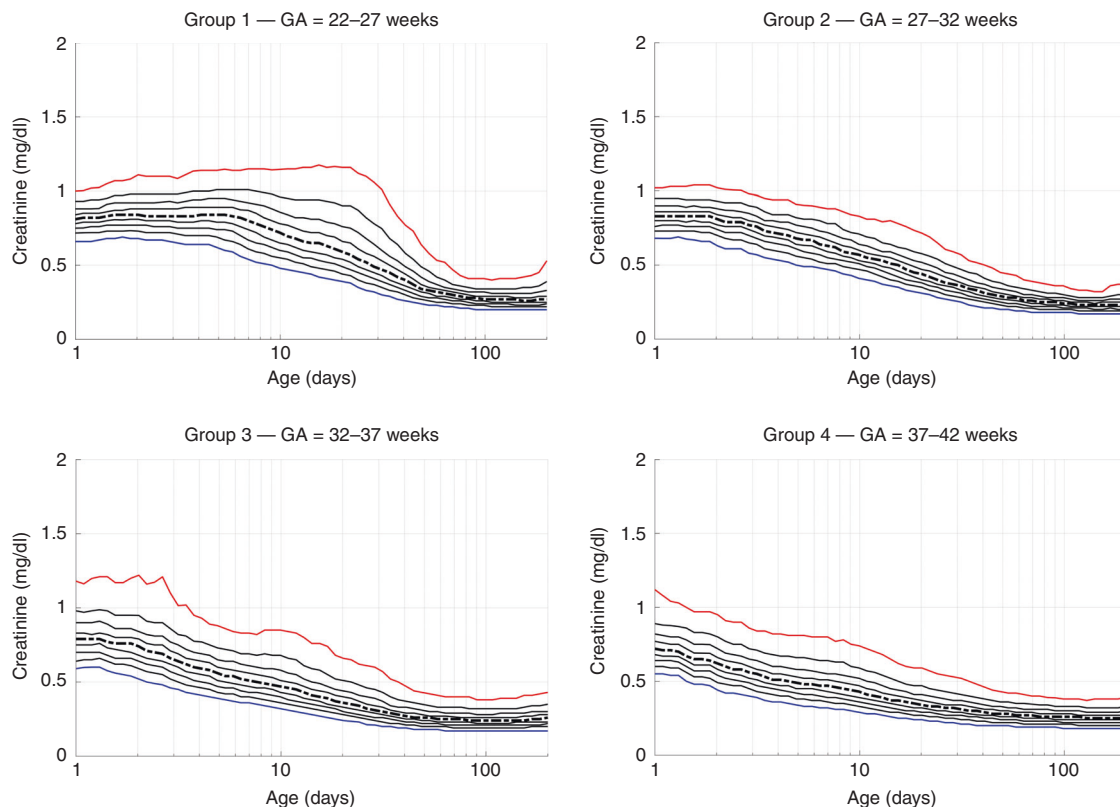 Group 1 — GA = 22–27 weeks
2
1.5
1
0.5
0
Creatinine (mg/dl)
1
10
100
Age (days)
Group 2 — GA = 27–32 weeks
2
1.5
1
0.5
0
Creatinine (mg/dl)
1
10
100
Age (days)
Group 3 — GA = 32–37 weeks
2
1.5
1
0.5
0
Creatinine (mg/dl)
1
10
100
Age (days)
Group 4 — GA = 37–42 weeks
2
1.5
1
0.5
0
Creatinine (mg/dl)
1
10
100
Age (days)